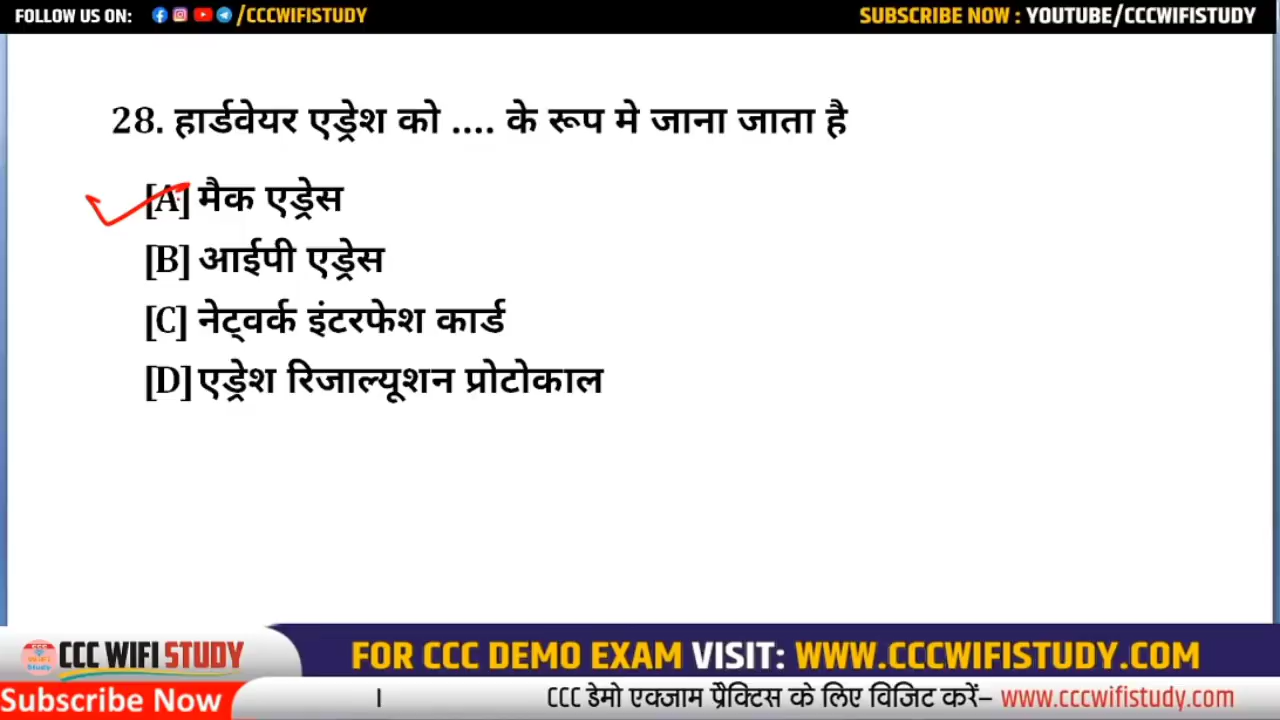 FOLLOW US ON: /CCCWIFISTUDY
SUBSCRIBE NOW : YOUTUBE/CCCWIFISTUDY
28. हार्डवेयर एड्रेश को .... के रूप मे जाना जाता है
[A] मैक एड्रेस
[B] आईपी एड्रेस
[C] नेट्वर्क इंटरफेश कार्ड
[D] एड्रेश रिजाल्यूशन प्रोटोकाल
CCC WIFI STUDY
FOR CCC DEMO EXAM VISIT: WWW.CCCWIFISTUDY.COM
Subscribe Now
CCC डेमो एक्जाम प्रैक्टिस के लिए विजिट करें– www.cccwifistudy.com